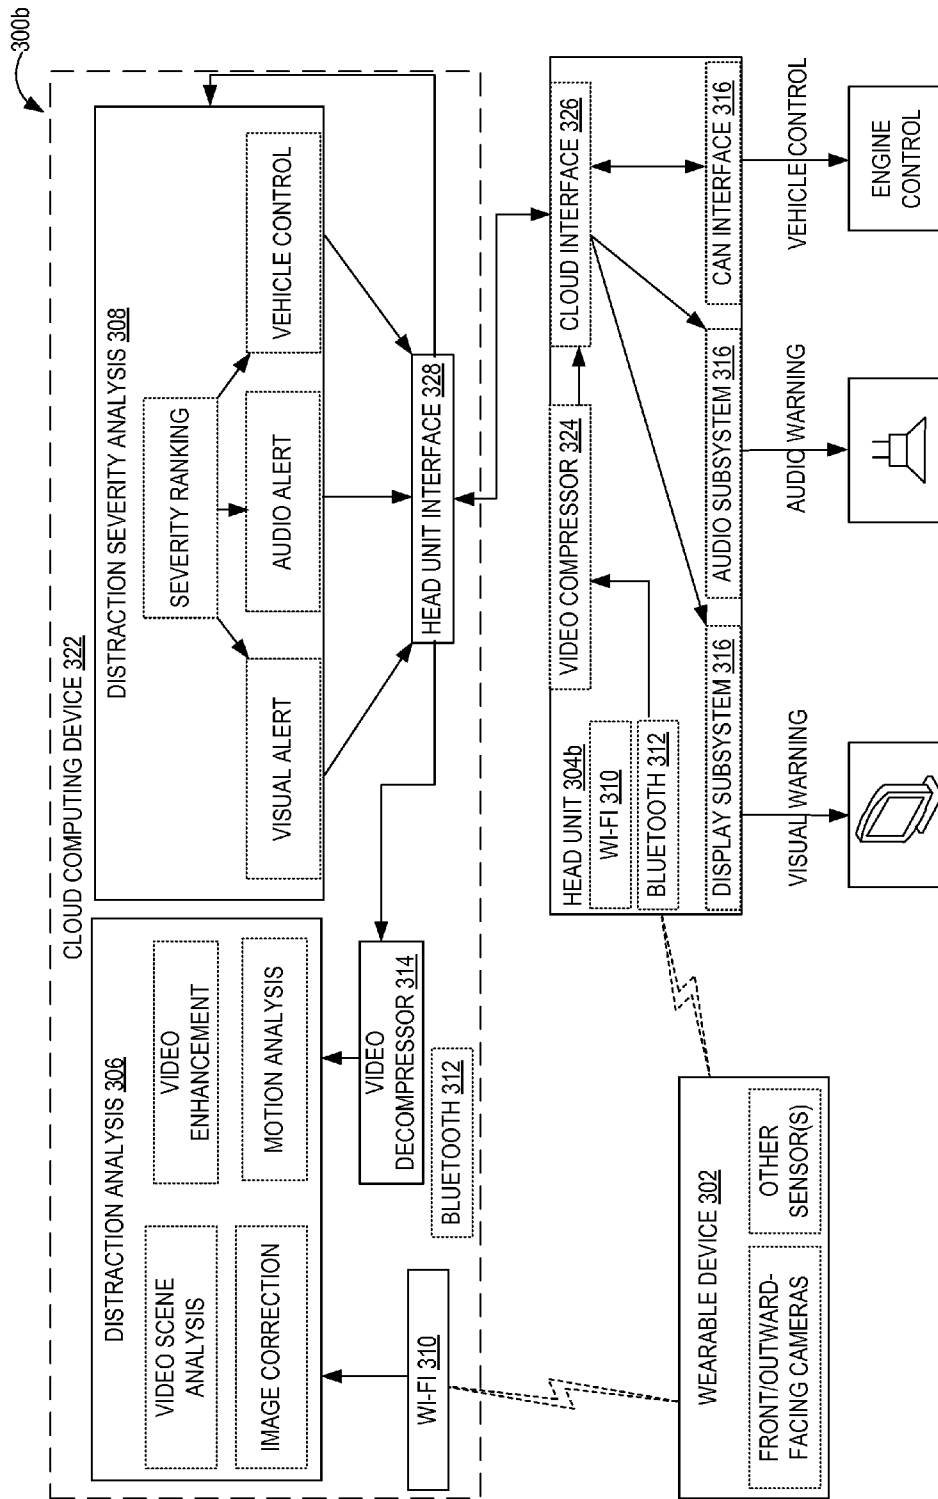 300b
CLOUD COMPUTING DEVICE 322
DISTRACTION ANALYSIS 306
VIDEO SCENE
ANALYSIS
VIDEO
ENHANCEMENT
IMAGE CORRECTION
MOTION ANALYSIS
DISTRACTION SEVERITY ANALYSIS 308
SEVERITY RANKING
VISUAL ALERT
AUDIO ALERT
VEHICLE CONTROL
WI-FI 310
VIDEO
DECOMPRESSOR 314
BLUETOOTH 312
HEAD UNIT INTERFACE 328
WEARABLE DEVICE 302
FRONT/OUTWARD-
FACING CAMERAS
OTHER
SENSOR(S)
HEAD UNIT 304b
WI-FI 310
BLUETOOTH 312
VIDEO COMPRESSOR 324
CLOUD INTERFACE 326
DISPLAY SUBSYSTEM 316
AUDIO SUBSYSTEM 316
CAN INTERFACE 316
VISUAL WARNING
AUDIO WARNING
VEHICLE CONTROL
ENGINE
CONTROL